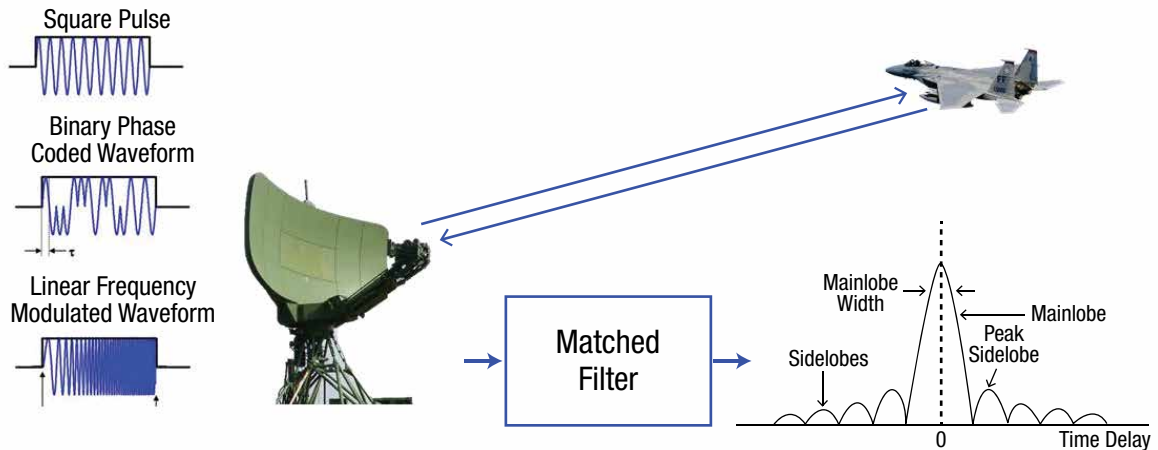 Square Pulse
Binary Phase
Coded Waveform
τ
Linear Frequency
Modulated Waveform
Matched
Filter
Mainlobe
Width
Mainlobe
Peak
Sidelobe
Sidelobes
0
Time Delay